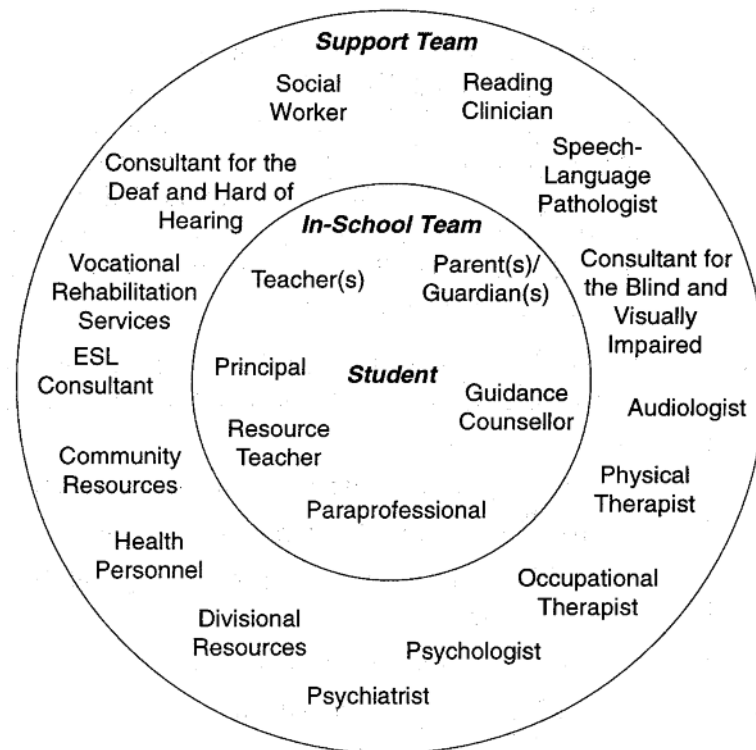 Support Team
Social
Worker
Reading
Clinician
Speech-
Language
Pathologist
Consultant for the
Deaf and Hard of
Hearing
In-School Team
Teacher(s)
Parent(s)/
Guardian(s)
Vocational
Rehabilitation
Services
Consultant for
the Blind and
Visually
Impaired
ESL
Consultant
Principal
Student
Guidance
Counsellor
Audiologist
Resource
Teacher
Community
Resources
Physical
Therapist
Paraprofessional
Health
Personnel
Occupational
Therapist
Divisional
Resources
Psychologist
Psychiatrist